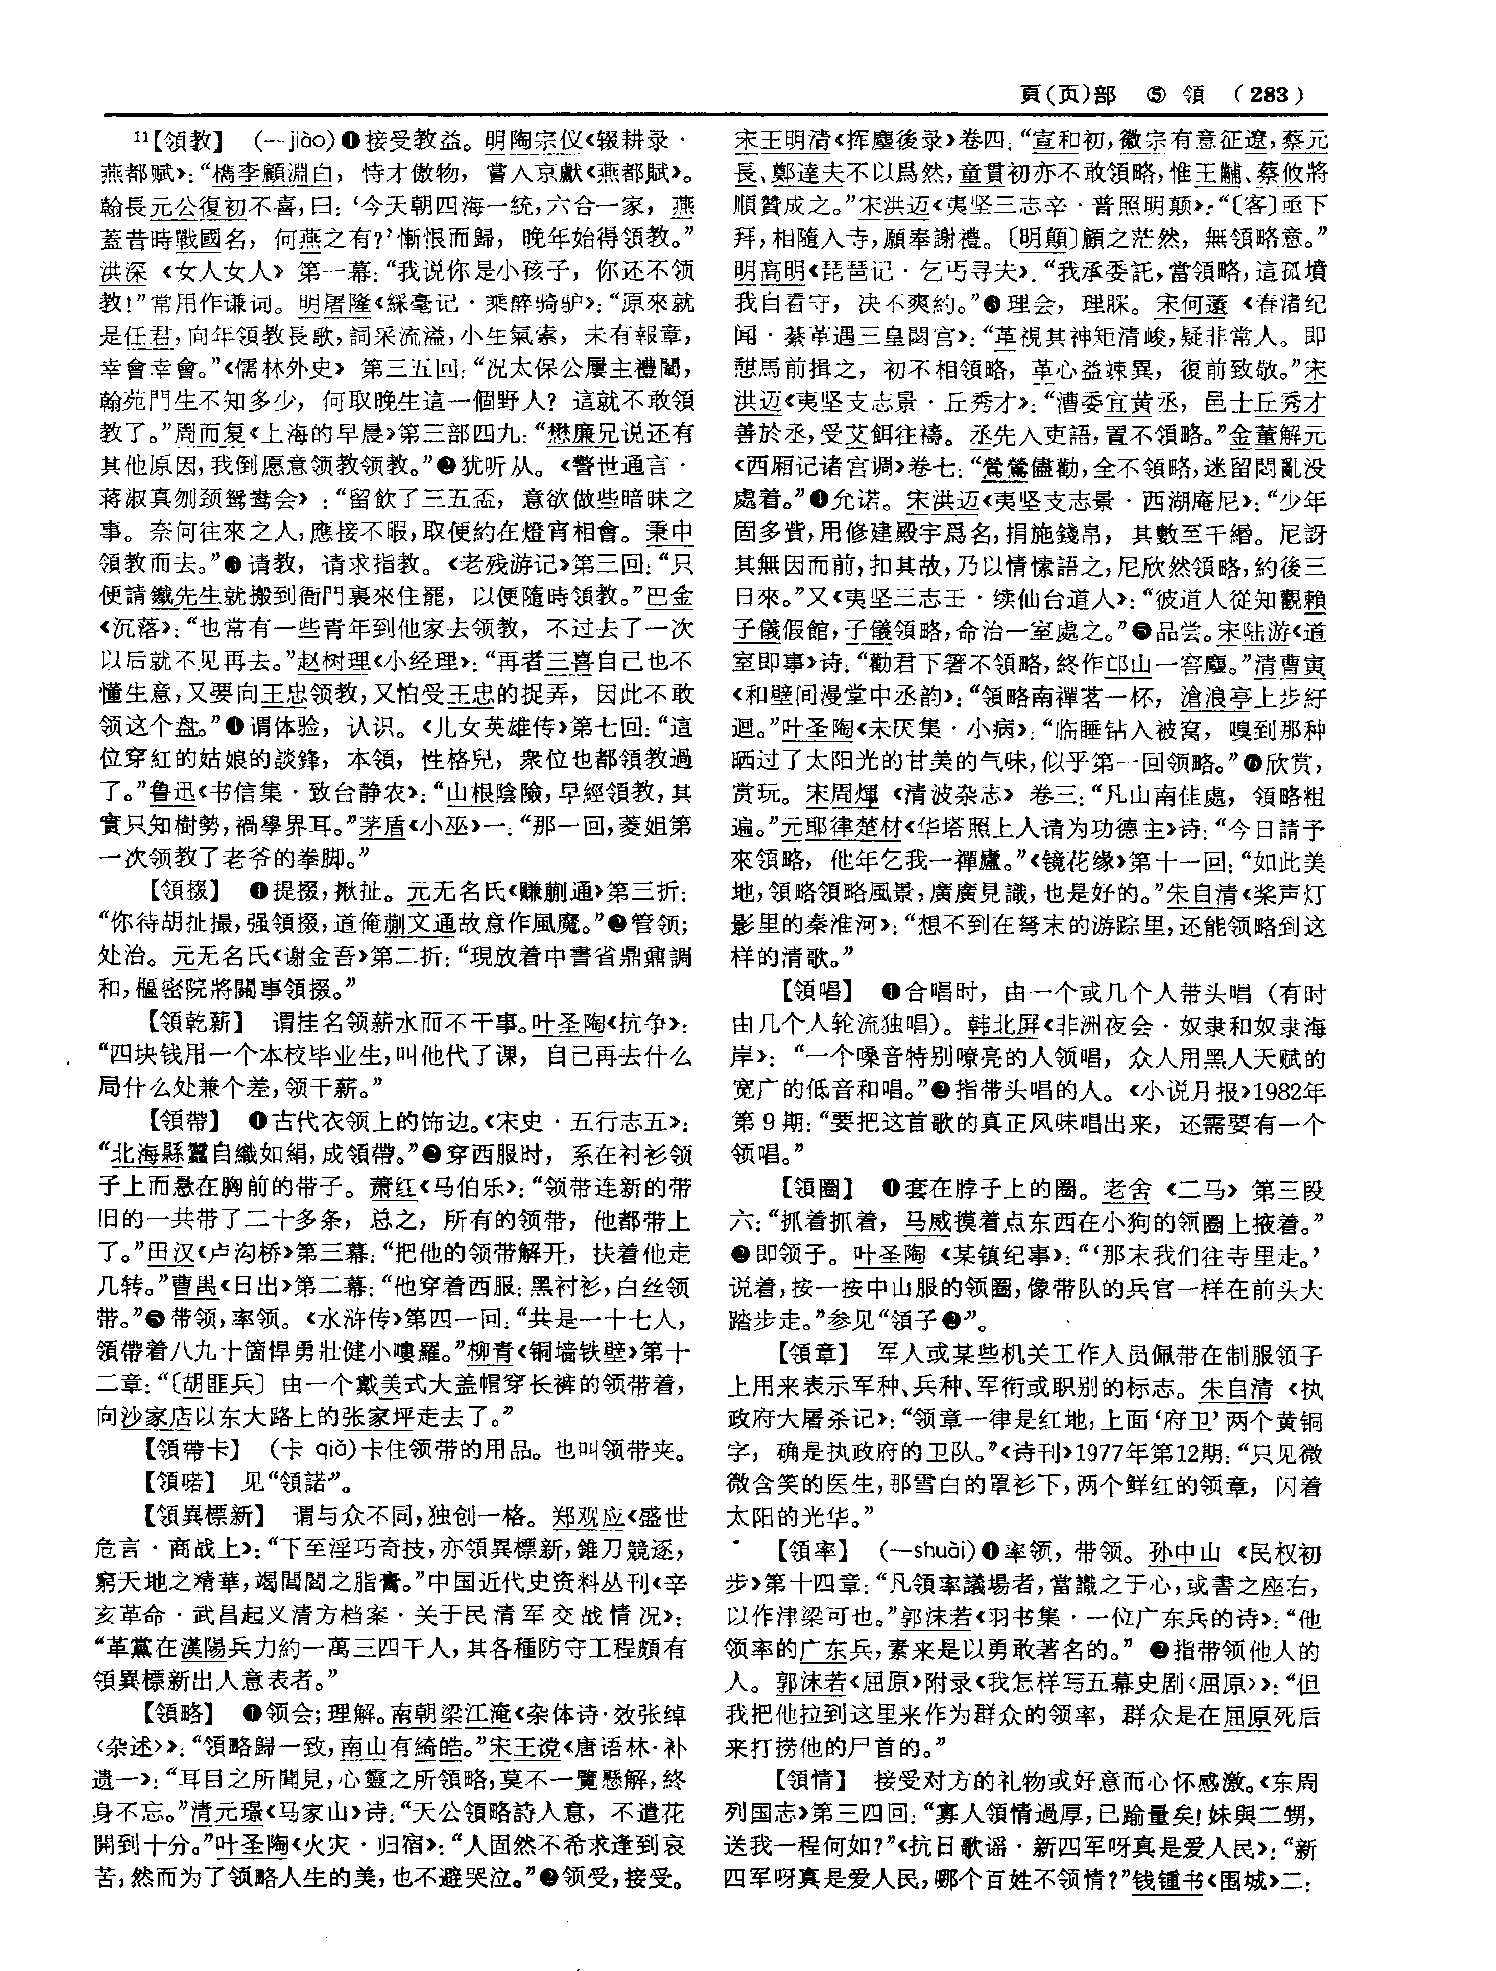 頁(页)部 ⑤ 領 (283)
¹¹【領教】 (—jiào)❶接受教益。明陶宗仪《辍耕录·
燕都赋》:“檇李顧淵白，恃才傲物，嘗入京獻《燕都賦》。
翰長元公復初不喜,曰:‘今天朝四海一統,六合一家，燕
蓋昔時戰國名，何燕之有?’慚恨而歸，晚年始得領教。”
洪深《女人女人》第一幕:“我说你是小孩子，你还不领
教!”常用作谦词。明屠隆《綵毫记·乘醉骑驴》:“原來就
是任君,向年領教長歌,詞采流溢,小生氣索，未有報章，
幸會幸會。”《儒林外史》第三五回:“況太保公屢主禮闈，
翰苑門生不知多少，何取晚生這一個野人? 這就不敢領
教了。”周而复《上海的早晨》第三部四九:“懋廉兄说还有
其他原因,我倒愿意领教领教。”❷犹听从。《警世通言·
蒋淑真刎颈鸳鸯会》:“留飲了三五盃，意欲做些暗昧之
事。奈何往來之人,應接不暇,取便約在燈宵相會。秉中
領教而去。”❸请教，请求指教。《老残游记》第三回:“只
便請鐵先生就搬到衙門裏來住罷，以便隨時領教。”巴金
《沉落》:“也常有一些青年到他家去领教，不过去了一次
以后就不见再去。”赵树理《小经理》:“再者三喜自己也不
懂生意,又要向王忠领教,又怕受王忠的捉弄，因此不敢
领这个盘。”❹谓体验，认识。《儿女英雄传》第七回:“這
位穿紅的姑娘的談鋒，本領，性格兒，衆位也都領教過
了。”鲁迅《书信集·致台静农》:“山根陰險,早經領教,其
實只知樹勢,禍學界耳。”茅盾《小巫》一:“那一回,菱姐第
一次领教了老爷的拳脚。”
【領掇】 ❶提掇,揪扯。元无名氏《赚蒯通》第三折:
“你待胡扯撮,强領掇,道俺蒯文通故意作風魔。”❷管领;
处治。元无名氏《谢金吾》第二折:“現放着中書省鼎鼐調
和,樞密院將閫事領掇。”
【領乾薪】 谓挂名领薪水而不干事。叶圣陶《抗争》:
“四块钱用一个本校毕业生,叫他代了课，自己再去什么
局什么处兼个差,领干薪。”
【領帶】 ❶古代衣领上的饰边。《宋史·五行志五》:
“北海縣蠶自織如絹,成領帶。”❷穿西服时，系在衬衫领
子上而悬在胸前的带子。萧红《马伯乐》:“领带连新的带
旧的一共带了二十多条，总之，所有的领带，他都带上
了。”田汉《卢沟桥》第三幕:“把他的领带解开，扶着他走
几转。”曹禺《日出》第二幕:“他穿着西服: 黑衬衫,白丝领
带。”❸带领,率领。《水浒传》第四一回:“共是一十七人，
領帶着八九十箇悍勇壯健小嘍羅。”柳青《铜墙铁壁》第十
二章:“〔胡匪兵〕由一个戴美式大盖帽穿长裤的领带着，
向沙家店以东大路上的张家坪走去了。”
【領帶卡】 (卡 qiǎ)卡住领带的用品。也叫领带夹。
【領喏】 见“領諾”。
【領異標新】 谓与众不同,独创一格。郑观应《盛世
危言·商战上》:“下至淫巧奇技,亦領異標新,錐刀競逐，
窮天地之精華,竭閭閻之脂膏。”中国近代史资料丛刊《辛
亥革命·武昌起义清方档案·关于民清军交战情况》:
“革黨在漢陽兵力約一萬三四千人,其各種防守工程頗有
領異標新出人意表者。”
【領略】 ❶领会;理解。南朝梁江淹《杂体诗·效张绰
〈杂述〉》:“領略歸一致,南山有綺皓。”宋王谠《唐语林·补
遗一》:“耳目之所聞見,心靈之所領略,莫不一覽懸解,終
身不忘。”清元璟《马家山》诗:“天公領略詩人意，不遣花
開到十分。”叶圣陶《火灾·归宿》:“人固然不希求逢到哀
苦,然而为了领略人生的美,也不避哭泣。”❷领受,接受。
宋王明清《挥麈後录》卷四:“宣和初,徽宗有意征遼,蔡元
長、鄭達夫不以爲然,童貫初亦不敢領略,惟王黼、蔡攸將
順贊成之。”宋洪迈《夷坚三志辛·普照明颠》:“〔客〕亟下
拜,相隨入寺,願奉謝禮。〔明顛〕顧之茫然，無領略意。”
明高明《琵琶记·乞丐寻夫》:“我承委託,當領略,這孤墳
我自看守，決不爽約。”❸理会，理睬。宋何薳《春渚纪
闻·綦革遇三皇閟宫》:“革視其神矩清峻,疑非常人。即
憇馬前揖之，初不相領略，革心益竦異，復前致敬。”宋
洪迈《夷坚支志景·丘秀才》:“漕委宜黄丞，邑士丘秀才
善於丞,受艾餌往禱。丞先入吏語,置不領略。”金董解元
《西厢记诸宫调》卷七:“鶯鶯儘勸,全不領略,迷留悶亂没
處着。”❹允诺。宋洪迈《夷坚支志景·西湖庵尼》:“少年
固多貲,用修建殿宇爲名,捐施錢帛，其數至千緡。尼訝
其無因而前,扣其故,乃以情愫語之,尼欣然領略,約後三
日來。”又《夷坚三志壬·续仙台道人》:“彼道人從知觀賴
子儀假館,子儀領略,命治一室處之。”❺品尝。宋陆游《道
室即事》诗:“勸君下箸不領略,終作邙山一窖塵。”清曹寅
《和壁间漫堂中丞韵》:“領略南禪茗一杯，滄浪亭上步紆
迴。”叶圣陶《未厌集·小病》:“临睡钻入被窝，嗅到那种
晒过了太阳光的甘美的气味,似乎第一回领略。”❻欣赏，
赏玩。宋周煇《清波杂志》卷三:“凡山南佳處，領略粗
遍。”元耶律楚材《华塔照上人请为功德主》诗:“今日請予
來領略，他年乞我一禪廬。”《镜花缘》第十一回:“如此美
地,領略領略風景,廣廣見識,也是好的。”朱自清《桨声灯
影里的秦淮河》:“想不到在弩末的游踪里,还能领略到这
样的清歌。”
【領唱】 ❶合唱时，由一个或几个人带头唱（有时
由几个人轮流独唱)。韩北屏《非洲夜会·奴隶和奴隶海
岸》:“一个嗓音特别嘹亮的人领唱，众人用黑人天赋的
宽广的低音和唱。”❷指带头唱的人。《小说月报》1982年
第9期:“要把这首歌的真正风味唱出来，还需要有一个
领唱。”
【領圈】 ❶套在脖子上的圈。老舍《二马》第三段
六:“抓着抓着，马威摸着点东西在小狗的领圈上掖着。”
❷即领子。叶圣陶《某镇纪事》:“‘那末我们往寺里走。’
说着,按一按中山服的领圈,像带队的兵官一样在前头大
踏步走。”参见“領子❷”。
【領章】 军人或某些机关工作人员佩带在制服领子
上用来表示军种、兵种、军衔或职别的标志。朱自清《执
政府大屠杀记》:“领章一律是红地，上面‘府卫’两个黄铜
字，确是执政府的卫队。”《诗刊》1977年第12期:“只见微
微含笑的医生,那雪白的罩衫下,两个鲜红的领章，闪着
太阳的光华。”
【領率】 (—shuài)❶率领，带领。孙中山《民权初
步》第十四章:“凡領率議場者,當識之于心,或書之座右，
以作津梁可也。”郭沫若《羽书集·一位广东兵的诗》:“他
领率的广东兵,素来是以勇敢著名的。”❷指带领他人的
人。郭沫若《屈原》附录《我怎样写五幕史剧〈屈原〉》:“但
我把他拉到这里来作为群众的领率，群众是在屈原死后
来打捞他的尸首的。”
【領情】 接受对方的礼物或好意而心怀感激。《东周
列国志》第三四回:“寡人領情過厚,已踰量矣! 妹與二甥，
送我一程何如?”《抗日歌谣·新四军呀真是爱人民》:“新
四军呀真是爱人民,哪个百姓不领情?”钱锺书《围城》二: